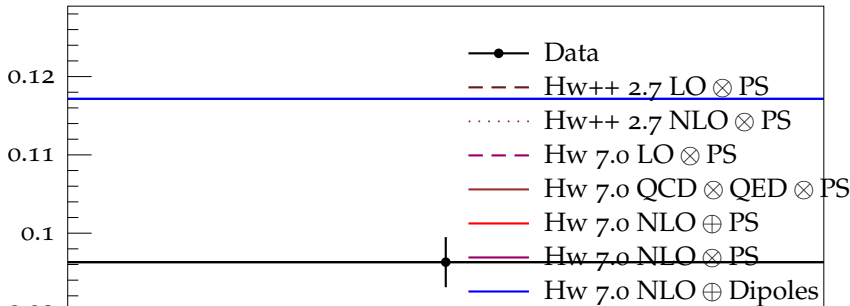 Data
0.12
Hw++ 2.7 LO ⊗ PS
Hw++ 2.7 NLO ⊗ PS
0.11
Hw 7.0 LO ⊗ PS
Hw 7.0 QCD ⊗ QED ⊗ PS
Hw 7.0 NLO ⊕ PS
0.1
Hw 7.0 NLO ⊗ PS
Hw 7.0 NLO ⊕ Dipoles